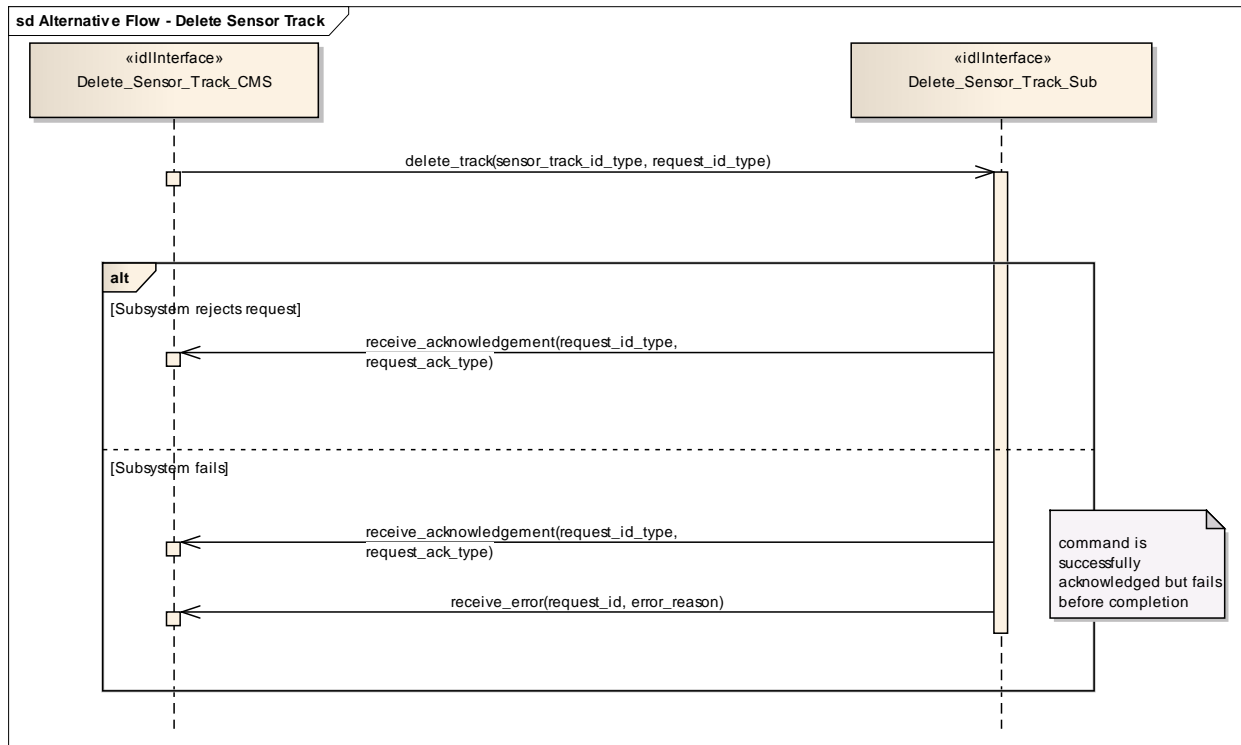 sd Alternative Flow - Delete Sensor Track
«idlInterface»
Delete_Sensor_Track_CMS
«idlInterface»
Delete_Sensor_Track_Sub
delete_track(sensor_track_id_type, request_id_type)
alt
[Subsystem rejects request]
receive_acknowledgement(request_id_type,
request_ack_type)
[Subsystem fails]
receive_acknowledgement(request_id_type,
request_ack_type)
command is
successfully
acknowledged but fails
before completion
receive_error(request_id, error_reason)